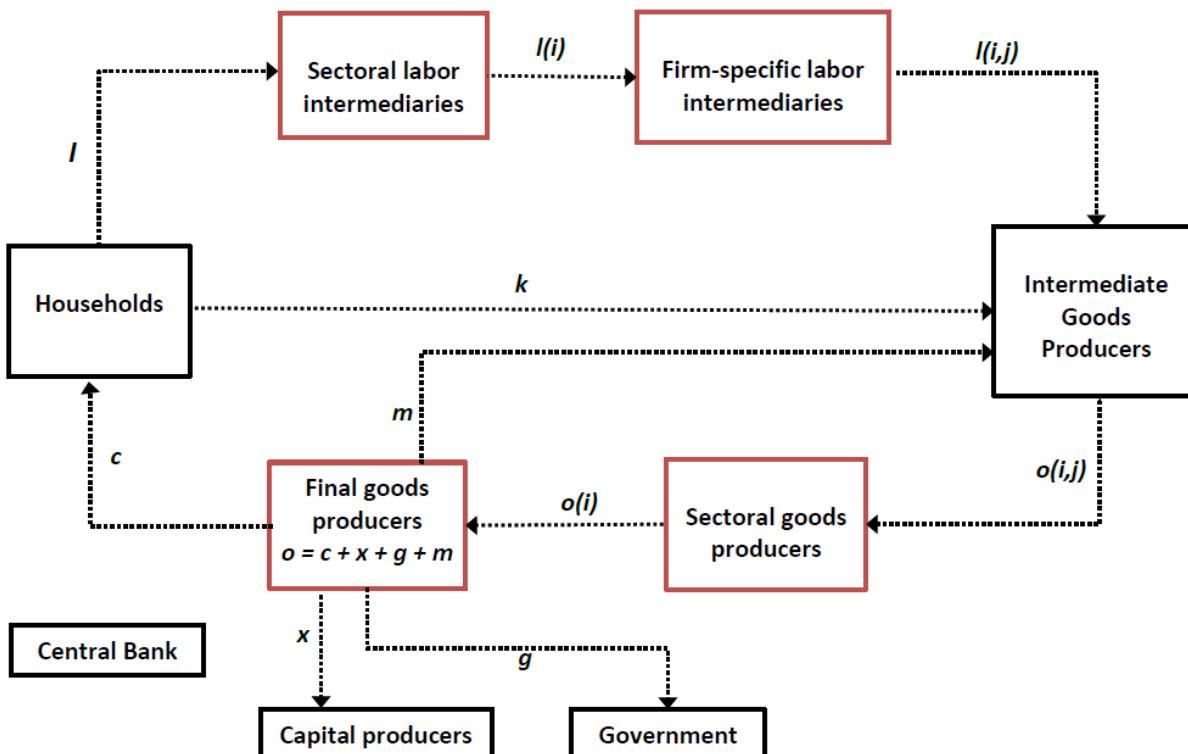 l(i)
l(i,j)
Sectoral labor
intermediaries
Firm-specific labor
intermediaries
l
Households
k
Intermediate
Goods
Producers
m
c
Final goods
producers
o = c + x + g + m
o(i)
Sectoral goods
producers
o(i,j)
Central Bank
x
g
Capital producers
Government